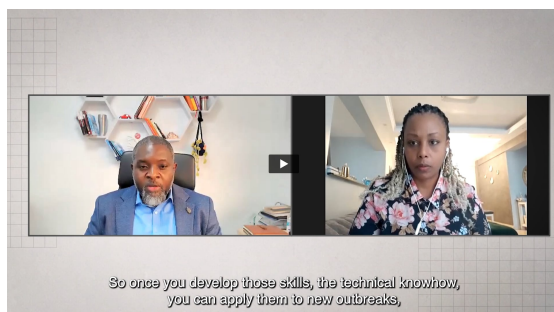 So once you develop those skills, the technical knowhow,
you can apply them to new outbreaks,